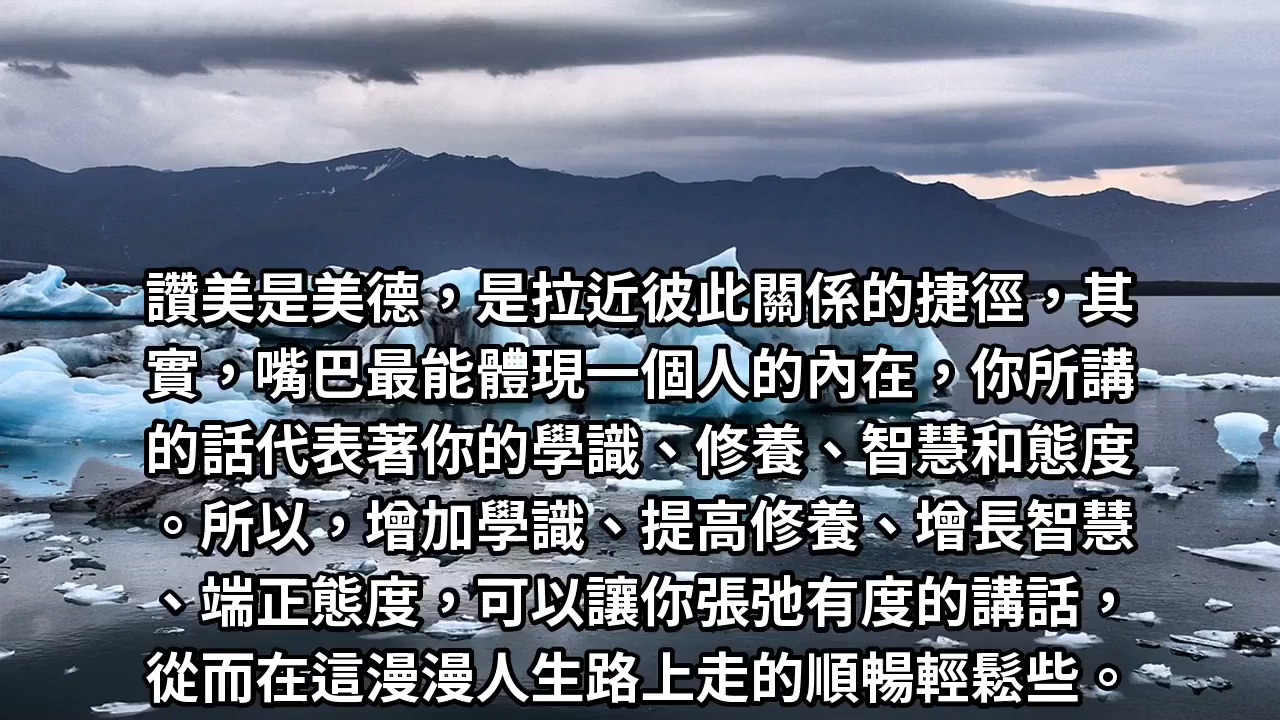 讚美是美德，是拉近彼此關係的捷徑，其
實，嘴巴最能體現一個人的內在，你所講
的話代表著你的學識、修養、智慧和態度
。所以，增加學識、提高修養、增長智慧
、端正態度，可以讓你張弛有度的講話，
從而在這漫漫人生路上走的順暢輕鬆些。